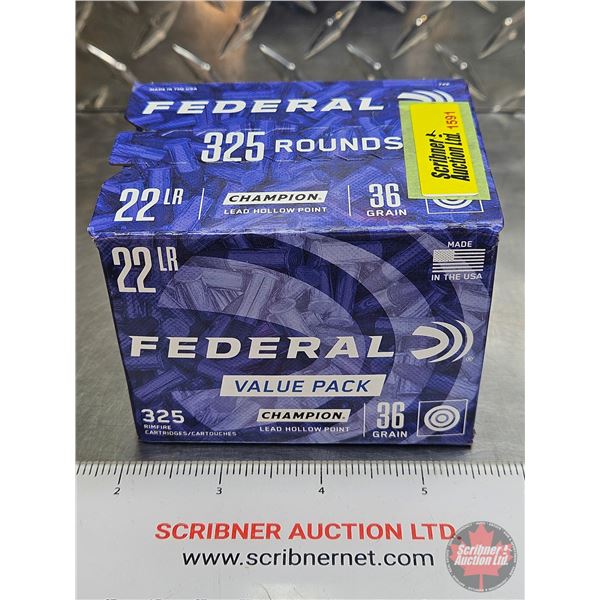 MADE IN THE USA
FEDERAL
325 ROUNDS
22 LR
CHAMPION.
LEAD HOLLOW POINT
36
GRAIN
Scribner
Auction Ltd.
1591
22 LR
MADE
IN THE USA
FEDERAL
VALUE PACK
325
RIMFIRE
CARTRIDGES/CARTOUCHES
CHAMPION.
LEAD HOLLOW POINT
36
GRAIN
2 3 4 5
SCRIBNER AUCTION LTD.
www.scribnernet.com
Scribner
Auction Ltd.